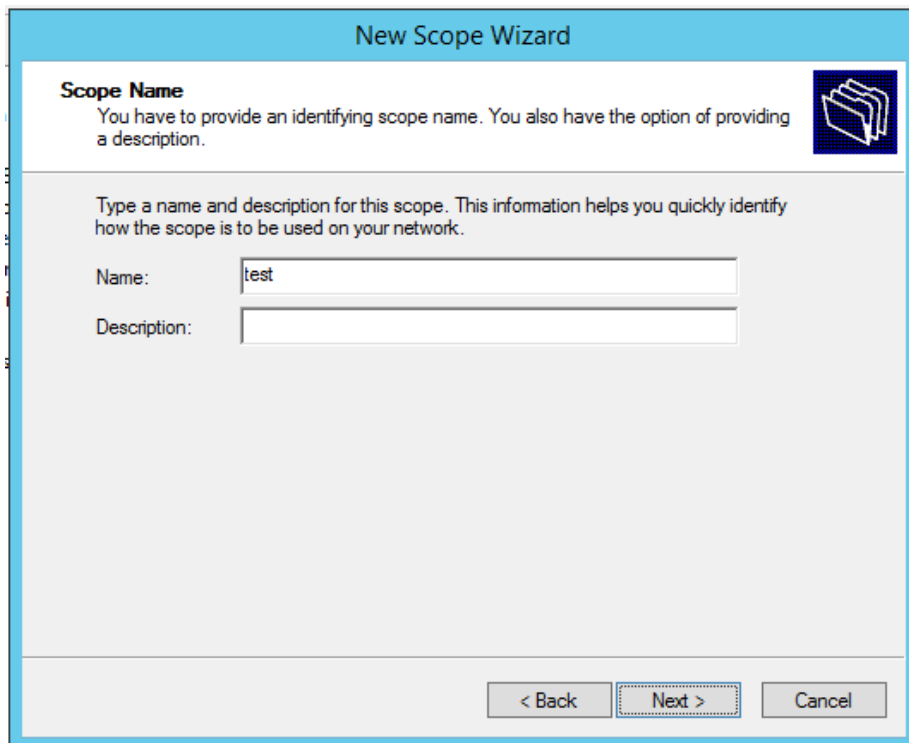 New Scope Wizard
Scope Name
You have to provide an identifying scope name. You also have the option of providing
a description.
Type a name and description for this scope. This information helps you quickly identify
how the scope is to be used on your network.
Name:
test
Description:
< Back
Next >
Cancel